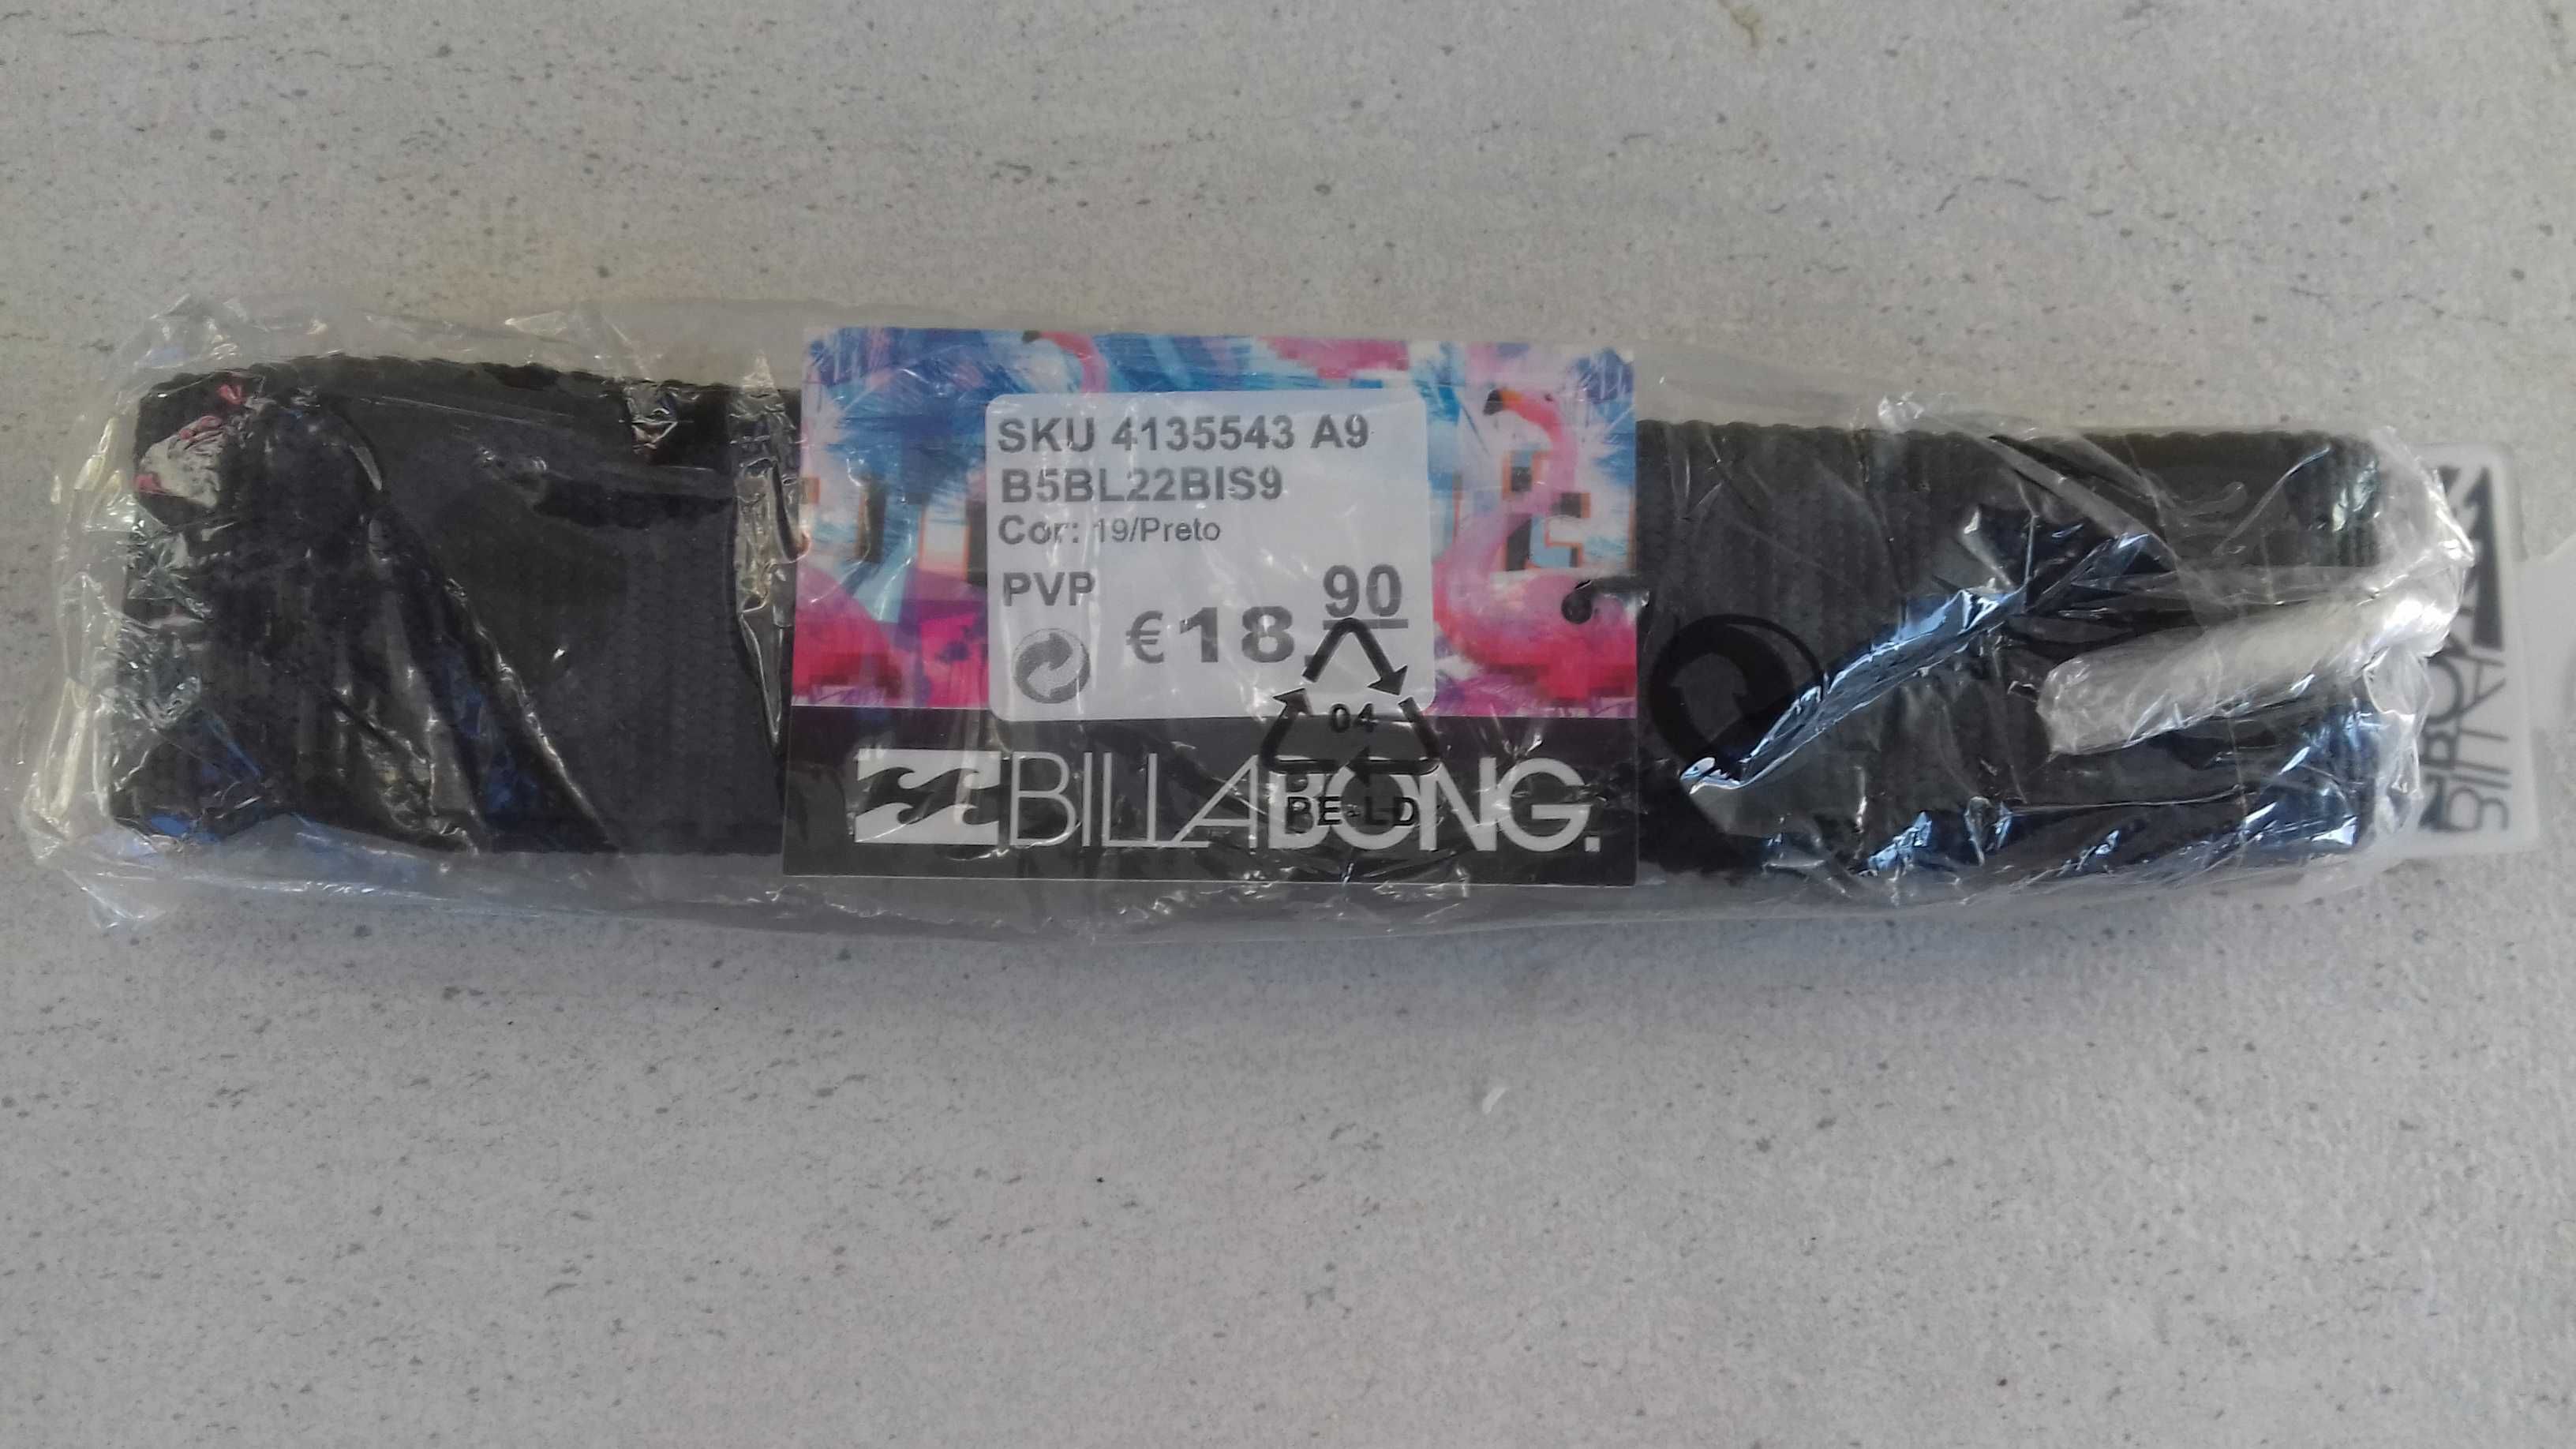 SKU 4135543 A9
B5BL22BIS9
Cor: 19/Preto
PVP
€18.90
04
PE-LD
BILLABONG.